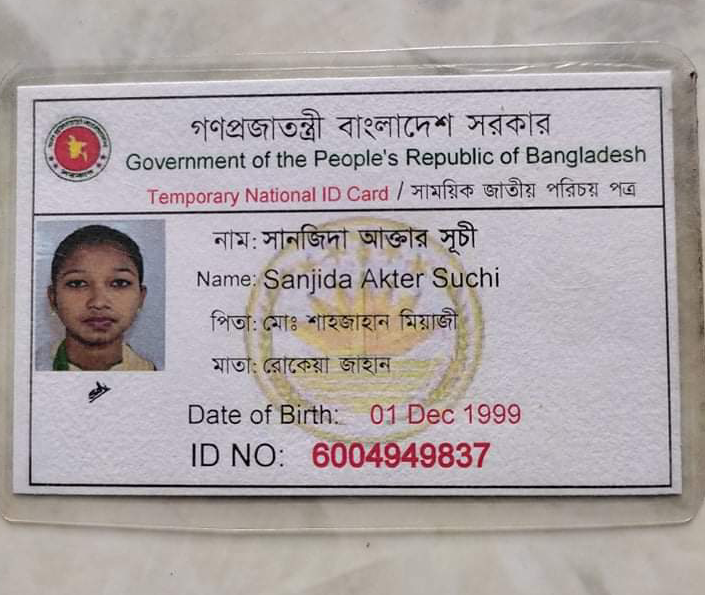 গণপ্রজাতন্ত্রী বাংলাদেশ সরকার
Government of the People's Republic of Bangladesh
Temporary National ID Card / সাময়িক জাতীয় পরিচয় পত্র
নাম: সানজিদা আক্তার সূচী
Name: Sanjida Akter Suchi
পিতা: মোঃ শাহজাহান মিয়াজী
মাতা: রোকেয়া জাহান
Date of Birth: 01 Dec 1999
ID NO: 6004949837